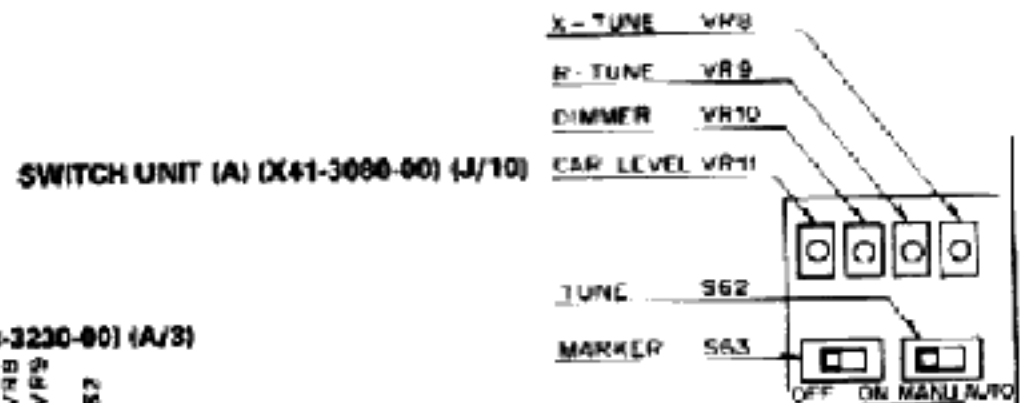 X-TUNE VR8
R-TUNE VR9
DIMMER VR10
SWITCH UNIT (A) (X41-3080-00) (J/10)
CAR LEVEL VR11
TUNE S62
-3230-00) (A/3)
MARKER S63
OFF ON MANU AUTO